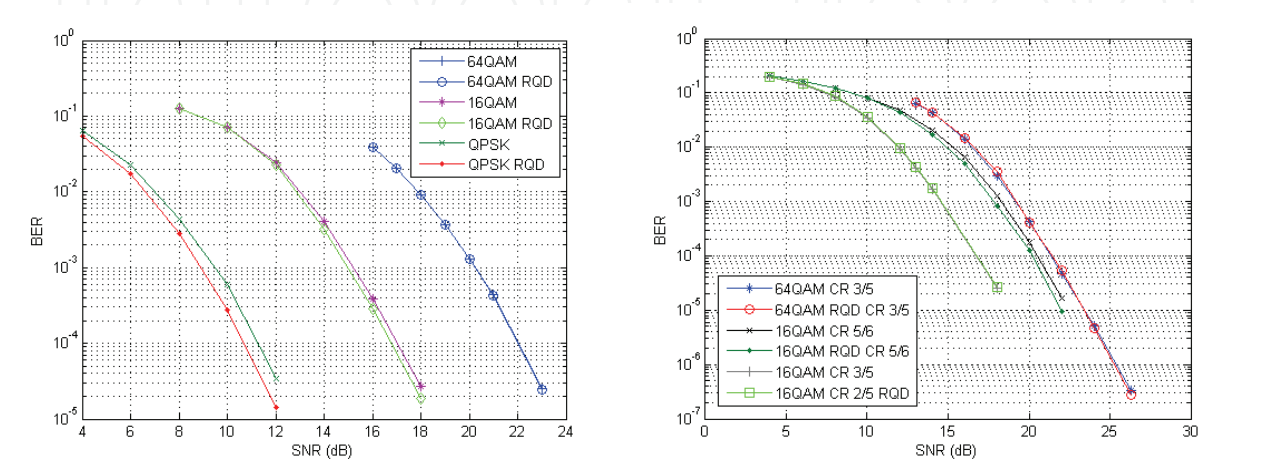 10^0
10^-1
10^-2
10^-3
10^-4
10^-5
BER
4 6 8 10 12 14 16 18 20 22 24
SNR (dB)
64QAM
64QAM RQD
16QAM
16QAM RQD
QPSK
QPSK RQD
10^0
10^-1
10^-2
10^-3
10^-4
10^-5
10^-6
10^-7
BER
0 5 10 15 20 25 30
SNR (dB)
64QAM CR 3/5
64QAM RQD CR 3/5
16QAM CR 5/6
16QAM RQD CR 5/6
16QAM CR 3/5
16QAM CR 2/5 RQD